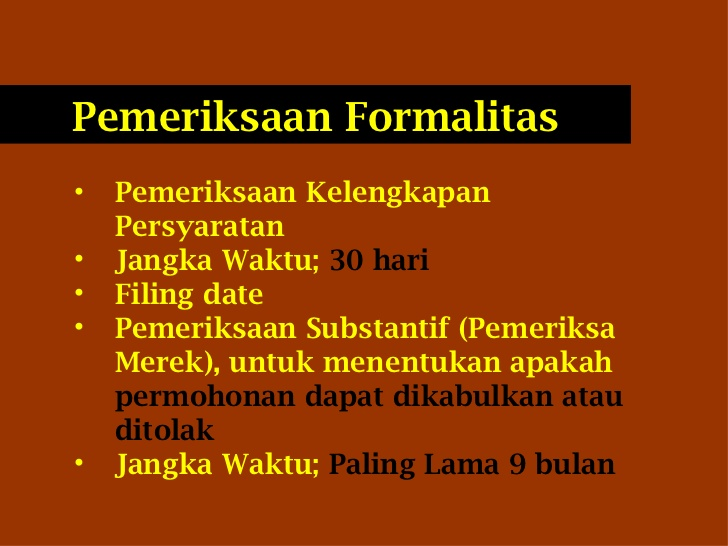 Pemeriksaan Formalitas
• Pemeriksaan Kelengkapan
Persyaratan
• Jangka Waktu; 30 hari
• Filing date
• Pemeriksaan Substantif (Pemeriksa
Merek), untuk menentukan apakah
permohonan dapat dikabulkan atau
ditolak
• Jangka Waktu; Paling Lama 9 bulan